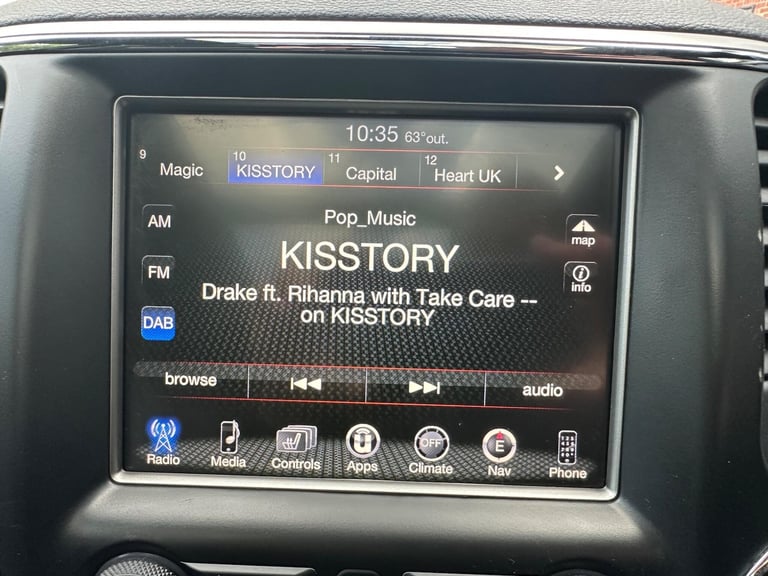 10:35 63°out.
9 Magic 10 KISSTORY 11 Capital 12 Heart UK
AM
Pop_Music
map
KISSTORY
FM
info
Drake ft. Rihanna with Take Care --
on KISSTORY
DAB
browse audio
OFF E
Radio Media Controls Apps Climate Nav Phone